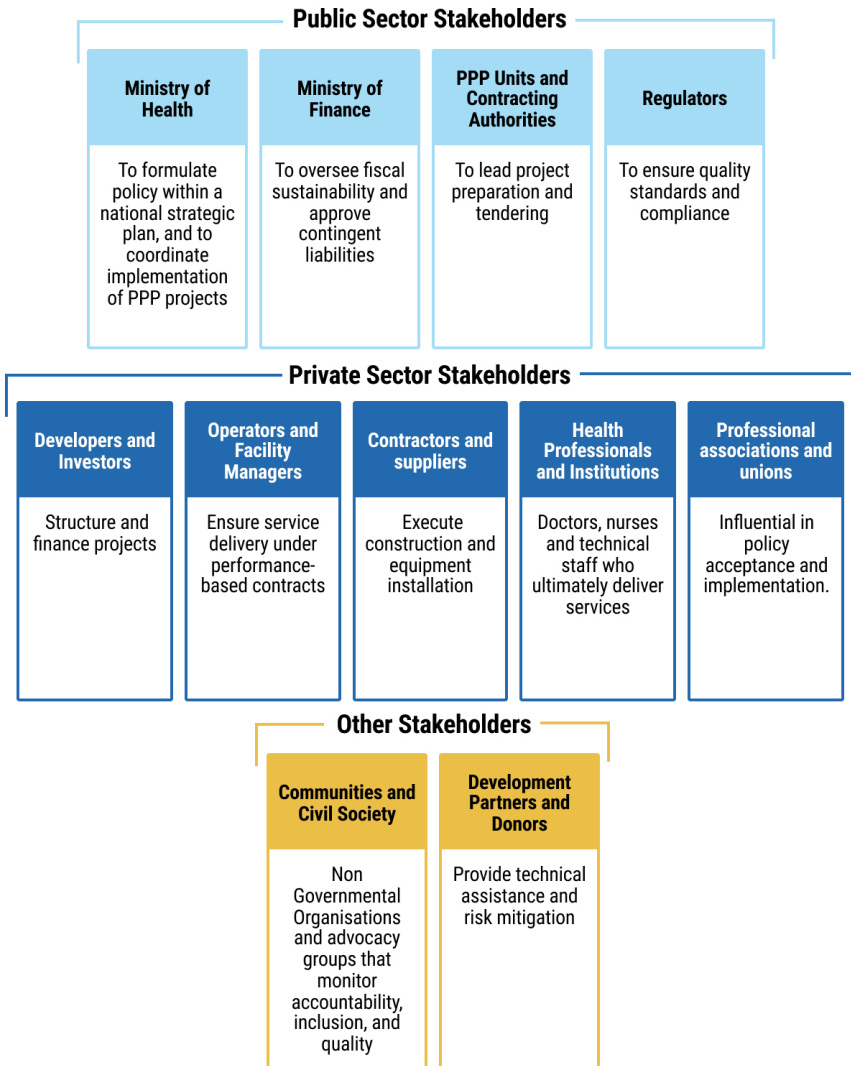 Public Sector Stakeholders
Ministry of
Health
To formulate
policy within a
national strategic
plan, and to
coordinate
implementation
of PPP projects
Ministry of
Finance
To oversee fiscal
sustainability and
approve
contingent
liabilities
PPP Units and
Contracting
Authorities
To lead project
preparation and
tendering
Regulators
To ensure quality
standards and
compliance
Private Sector Stakeholders
Developers and
Investors
Structure and
finance projects
Operators and
Facility
Managers
Ensure service
delivery under
performance-
based contracts
Contractors and
suppliers
Execute
construction and
equipment
installation
Health
Professionals
and Institutions
Doctors, nurses
and technical
staff who
ultimately deliver
services
Professional
associations and
unions
Influential in
policy
acceptance and
implementation.
Other Stakeholders
Communities and
Civil Society
Non
Governmental
Organisations
and advocacy
groups that
monitor
accountability,
inclusion, and
quality
Development
Partners and
Donors
Provide technical
assistance and
risk mitigation